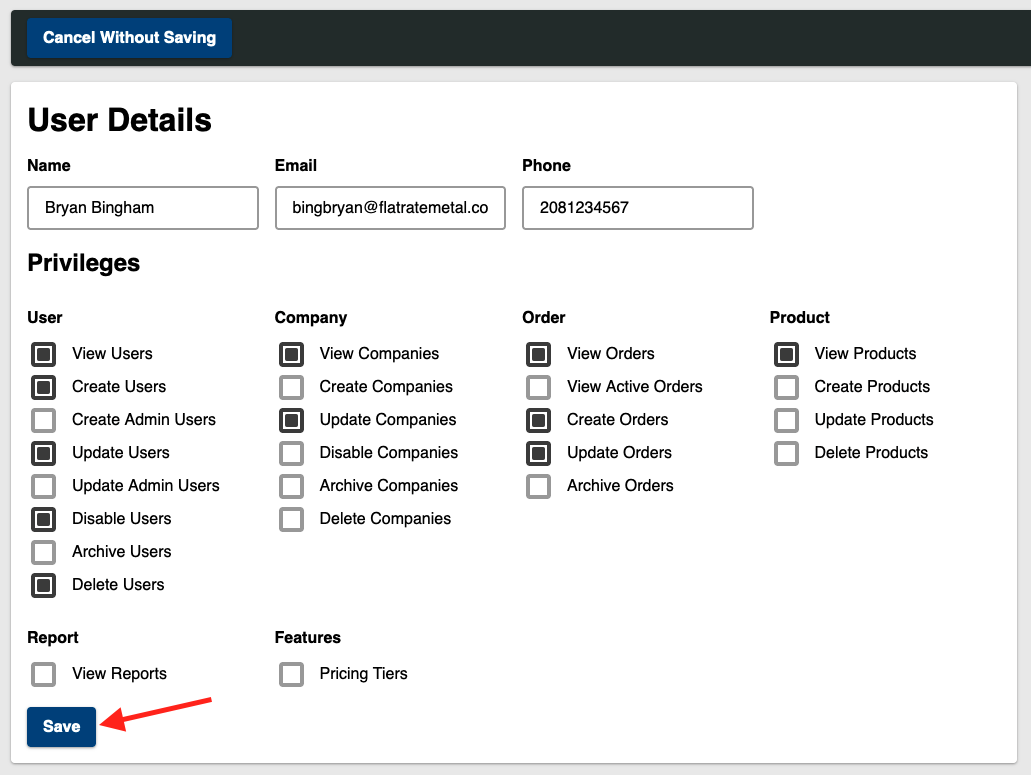 Cancel Without Saving
User Details
Name Email Phone
Bryan Bingham bingbryan@flatratemetal.co 2081234567
Privileges
User Company Order Product
View Users View Companies View Orders View Products
Create Users Create Companies View Active Orders Create Products
Create Admin Users Update Companies Create Orders Update Products
Update Users Disable Companies Update Orders Delete Products
Update Admin Users Archive Companies Archive Orders
Disable Users Delete Companies
Archive Users
Delete Users
Report Features
View Reports Pricing Tiers
Save